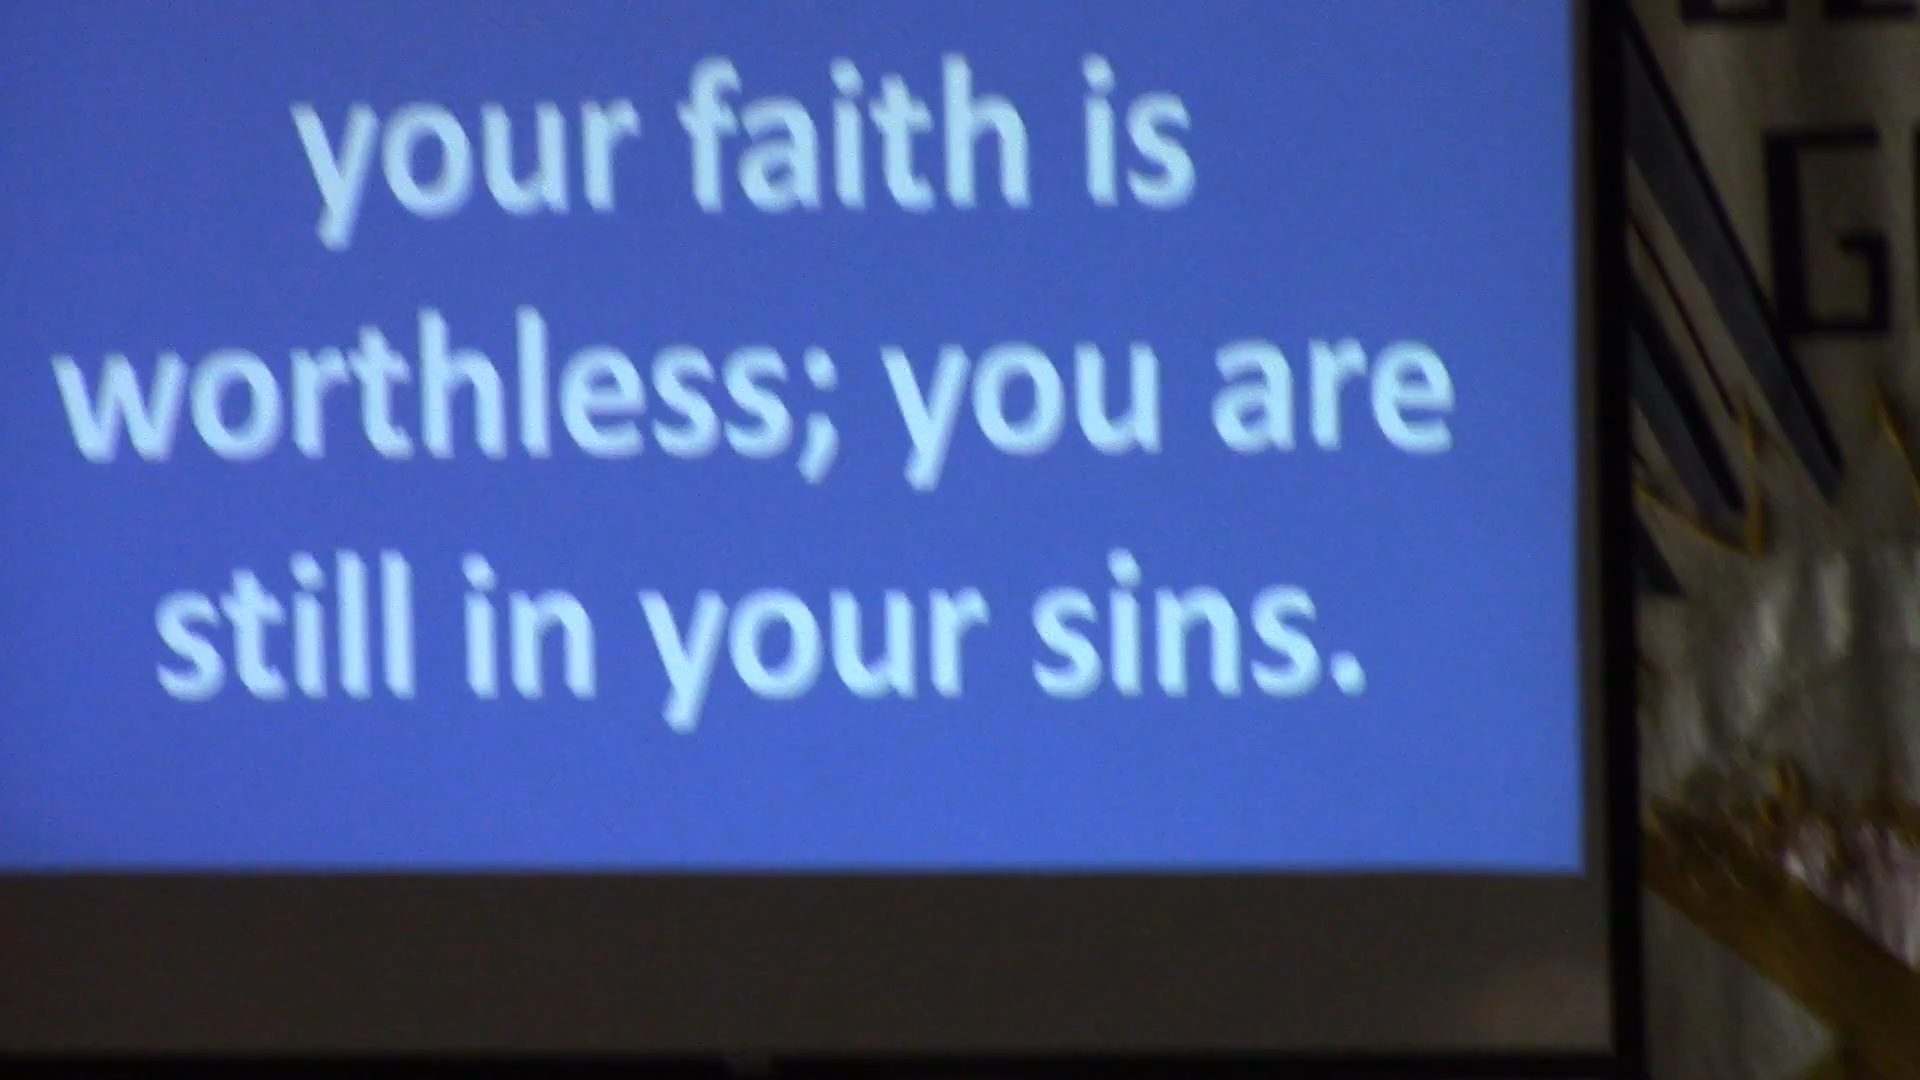 your faith is
worthless; you are
still in your sins.
G